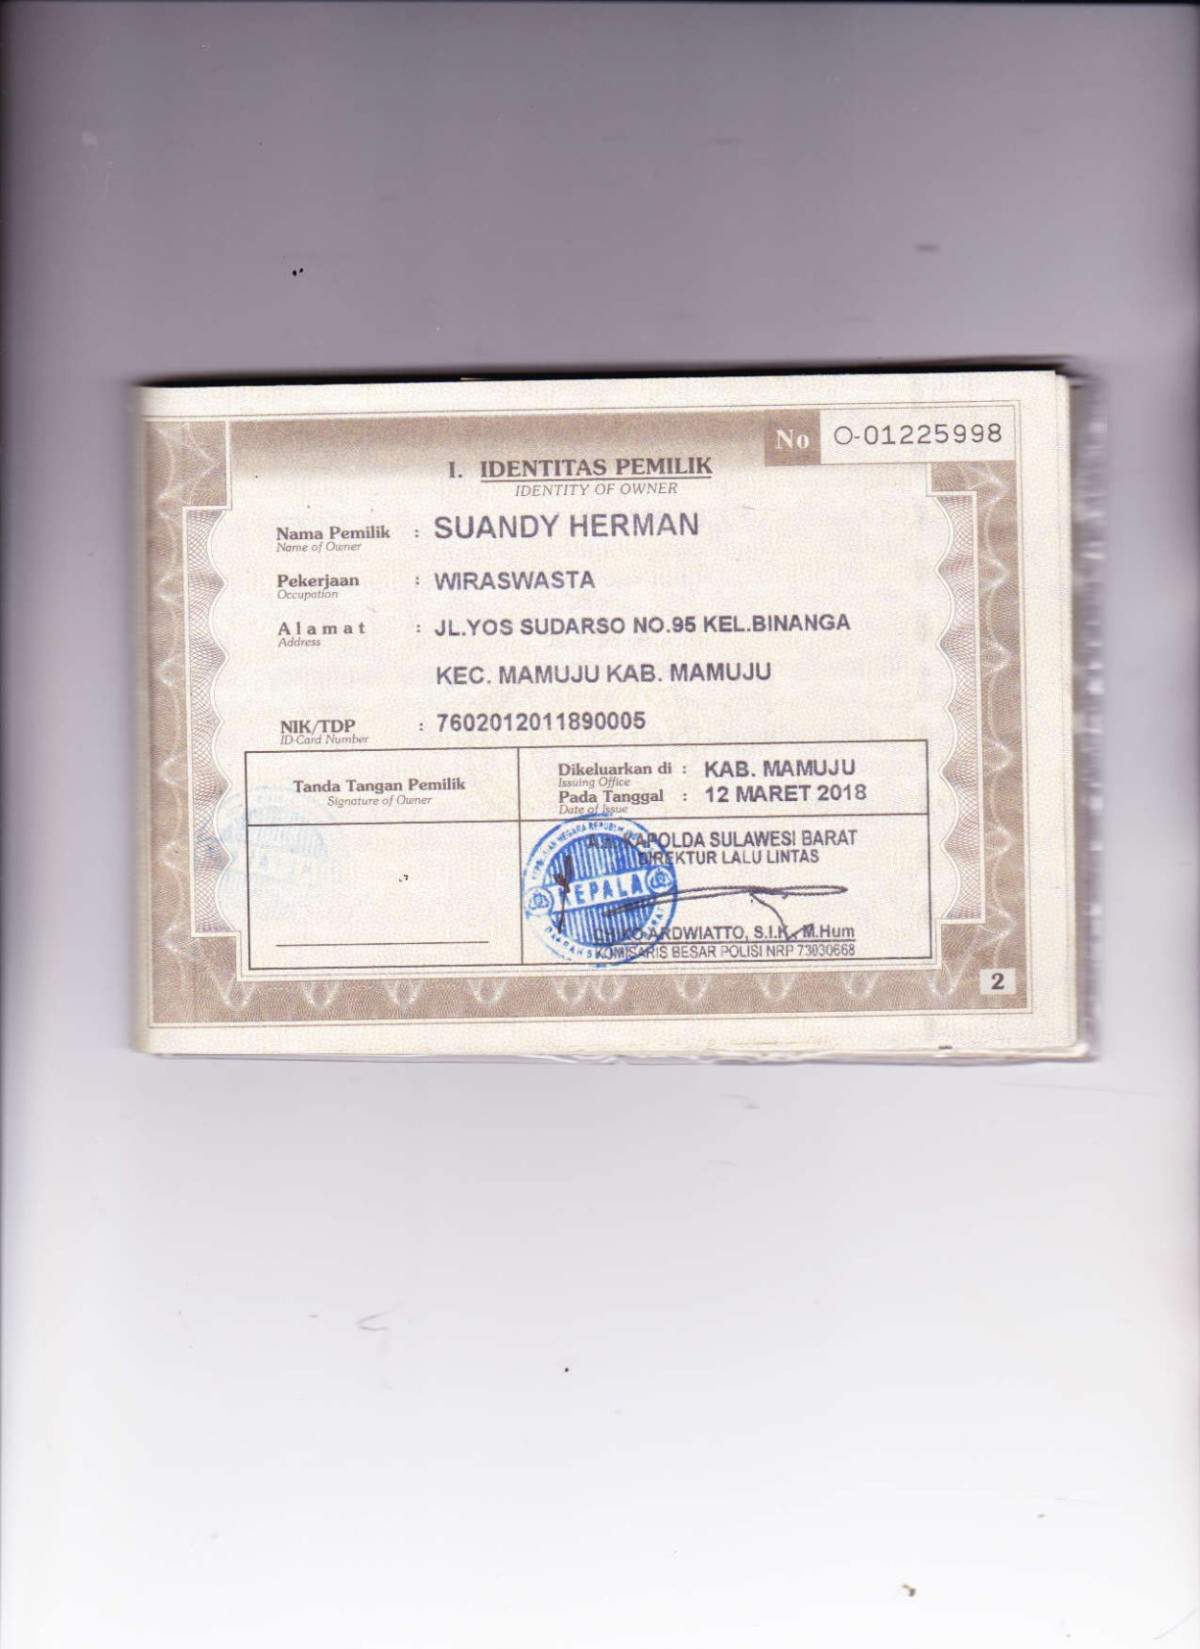 No O-01225998
I. IDENTITAS PEMILIK
IDENTITY OF OWNER
Nama Pemilik : SUANDY HERMAN
Name of Owner
Pekerjaan : WIRASWASTA
Occupation
Alamat : JL.YOS SUDARSO NO.95 KEL.BINANGA
Address
KEC. MAMUJU KAB. MAMUJU
NIK/TDP : 7602012011890005
ID Card Number
Tanda Tangan Pemilik
Signature of Owner
Dikeluarkan di : KAB. MAMUJU
Issuing Office
Pada Tanggal : 12 MARET 2018
Date of Issue
KAPOLDA SULAWESI BARAT
DIREKTUR LALU LINTAS
KEPALA
ARDWIATTO, S.I.K., M.Hum
KOMISARIS BESAR POLISI NRP 73030668
2